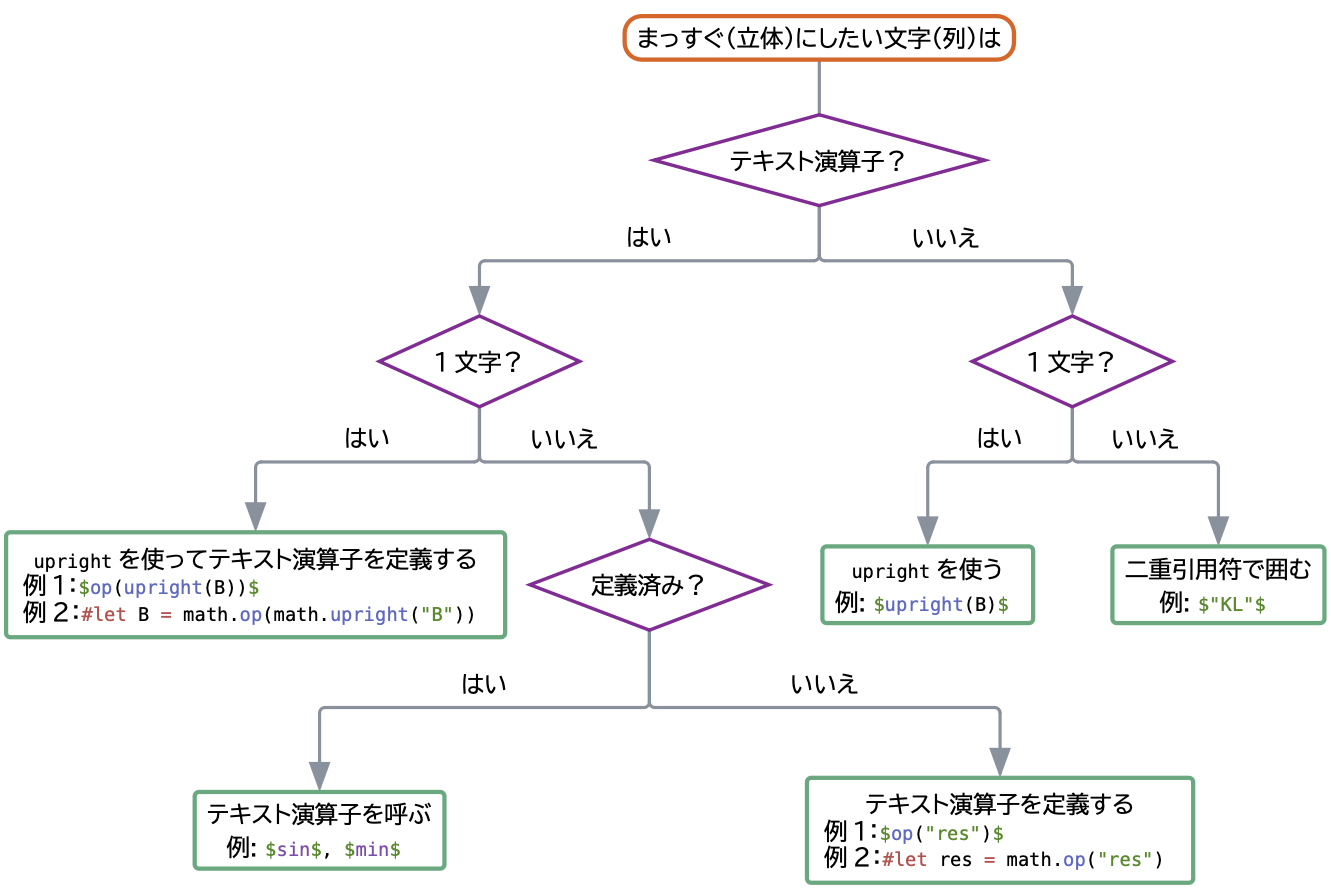 まっすぐ(立体)にしたい文字(列)は
テキスト演算子？
はい
いいえ
1 文字？
1 文字？
はい
いいえ
はい
いいえ
upright を使ってテキスト演算子を定義する
例 1：$op(upright(B))$
例 2：#let B = math.op(math.upright("B"))
定義済み？
upright を使う
例: $upright(B)$
二重引用符で囲む
例: $"KL"$
はい
いいえ
テキスト演算子を呼ぶ
例: $sin$, $min$
テキスト演算子を定義する
例 1：$op("res")$
例 2：#let res = math.op("res")